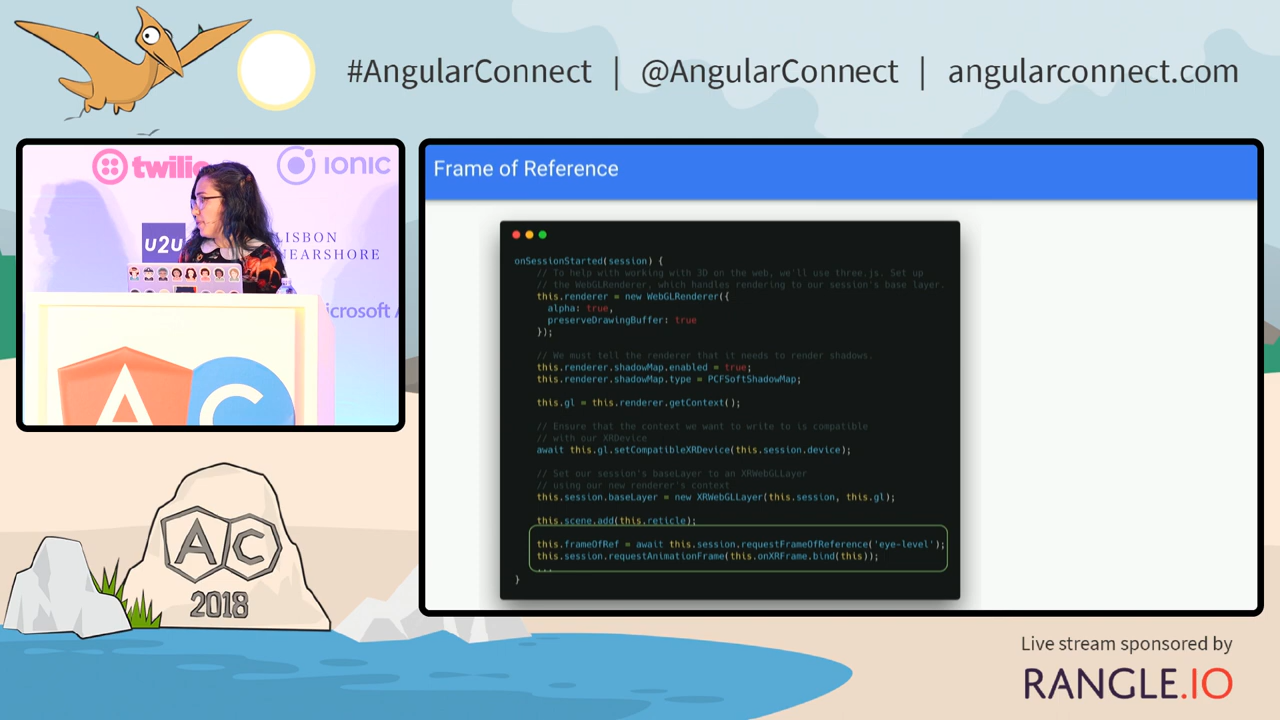 #AngularConnect | @AngularConnect | angularconnect.com
twilio
IONIC
u2u
LISBON
NEARSHORE
icrosoft A
A C
Frame of Reference
onSessionStarted(session) {
// To help with working with 3D on the web, we'll use three.js. Set up
// the WebGLRenderer, which handles rendering to our session's base layer.
this.renderer = new WebGLRenderer({
alpha: true,
preserveDrawingBuffer: true
});
// We must tell the renderer that it needs to render shadows.
this.renderer.shadowMap.enabled = true;
this.renderer.shadowMap.type = PCFSoftShadowMap;
this.gl = this.renderer.getContext();
// Ensure that the context we want to write to is compatible
// with our XRDevice
await this.gl.setCompatibleXRDevice(this.session.device);
// Set our session's baseLayer to an XRWebGLLayer
// using our new renderer's context
this.session.baseLayer = new XRWebGLLayer(this.session, this.gl);
this.scene.add(this.reticle);
this.frameOfRef = await this.session.requestFrameOfReference('eye-level');
this.session.requestAnimationFrame(this.onXRFrame.bind(this));
...
}
A/C
2018
Live stream sponsored by
RANGLE.IO